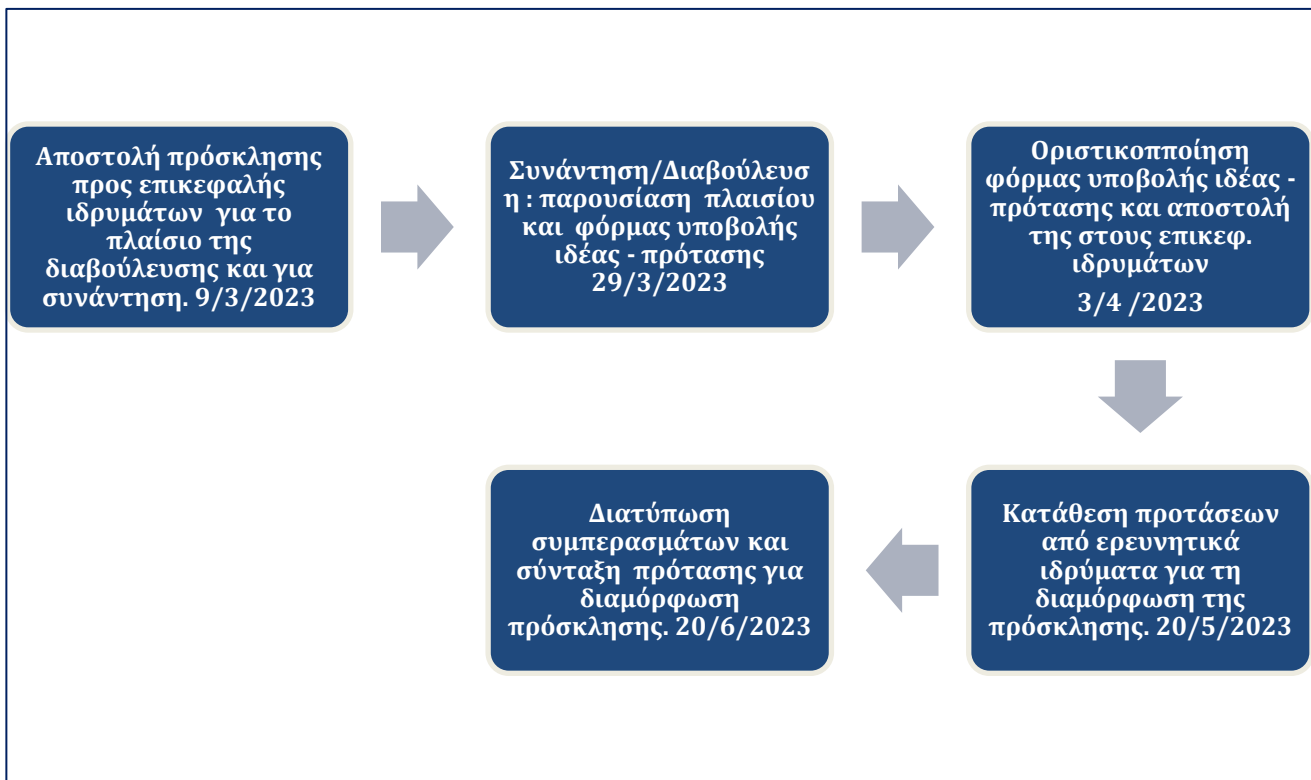 Αποστολή πρόσκλησης
προς επικεφαλής
ιδρυμάτων για το
πλαίσιο της
διαβούλευσης και για
συνάντηση. 9/3/2023
Συνάντηση/Διαβούλευσ
η : παρουσίαση πλαισίου
και φόρμας υποβολής
ιδέας - πρότασης
29/3/2023
Οριστικοπποίηση
φόρμας υποβολής ιδέας -
πρότασης και αποστολή
της στους επικεφ.
ιδρυμάτων
3/4 /2023
Κατάθεση προτάσεων
από ερευνητικά
ιδρύματα για τη
διαμόρφωση της
πρόσκλησης. 20/5/2023
Διατύπωση
συμπερασμάτων και
σύνταξη πρότασης για
διαμόρφωση
πρόσκλησης. 20/6/2023